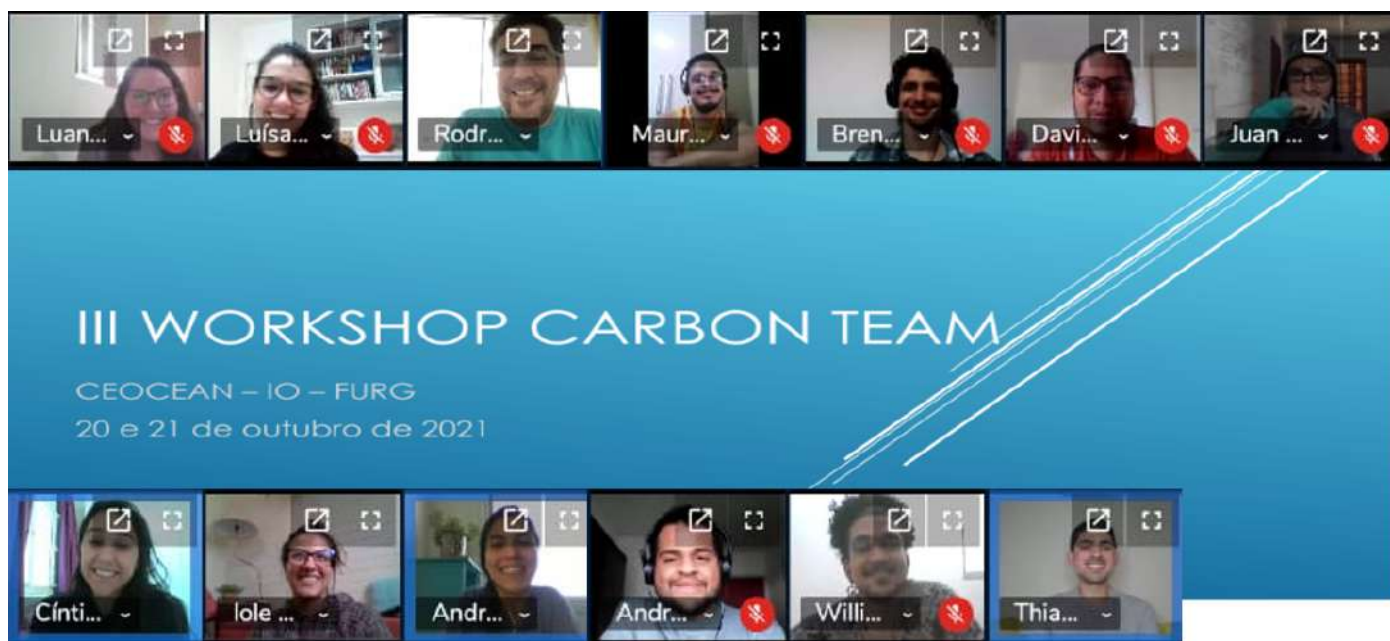 Luan...
Luísa...
Rodr...
Maur...
Bren...
Davi...
Juan ...
III WORKSHOP CARBON TEAM
CEOCEAN – IO – FURG
20 e 21 de outubro de 2021
Cínti...
Iole ...
Andr...
Andr...
Willi...
Thia...